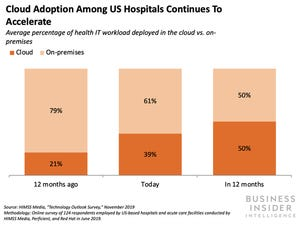 Cloud Adoption Among US Hospitals Continues To
Accelerate
Average percentage of health IT workload deployed in the cloud vs. on-
premises
Cloud On-premises
79% 61% 50%
21% 39% 50%
12 months ago Today In 12 months
Source: HIMSS Media, "Technology Outlook Survey," November 2019
Methodology: Online survey of 124 respondents employed by US-based hospitals and acute care facilities conducted by
HIMSS Media, Perficient, and Red Hat in June 2019.
BUSINESS
INSIDER
INTELLIGENCE